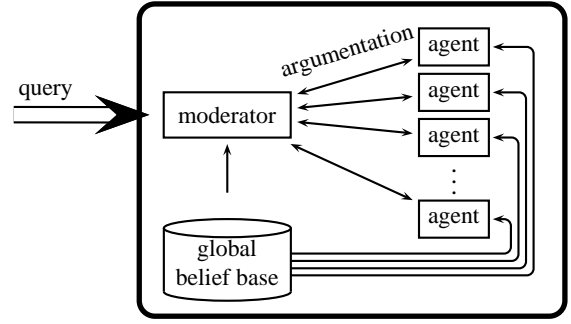 query
argumentation
moderator
agent
agent
agent
agent
global
belief base